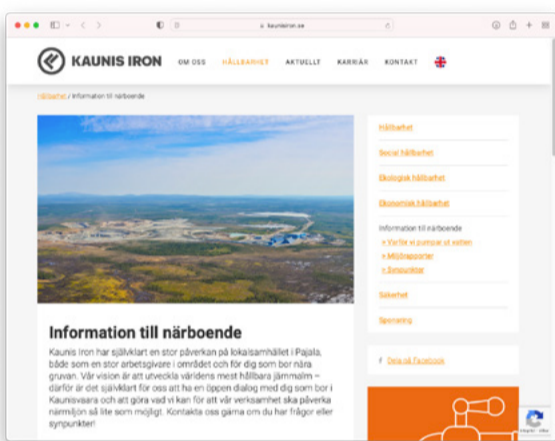 kaunisiron.se
KAUNIS IRON
OM OSS HÅLLBARHET AKTUELLT KARRIÄR KONTAKT
Hållbarhet / Information till närboende
Hållbarhet
Social hållbarhet
Ekologisk hållbarhet
Ekonomisk hållbarhet
Information till närboende
» Varför vi pumpar ut vatten
» Miljörapporter
» Synpunkter
Säkerhet
Sponsring
Dela på Facebook
Information till närboende
Kaunis Iron har självklart en stor påverkan på lokalsamhället i Pajala,
både som en stor arbetsgivare i området och för dig som bor nära
gruvan. Vår vision är att utveckla världens mest hållbara järnmalm –
därför är det självklart för oss att ha en öppen dialog med dig som bor i
Kaunisvaara och att göra vad vi kan för att vår verksamhet ska påverka
närmiljön så lite som möjligt. Kontakta oss gärna om du har frågor eller
synpunkter!